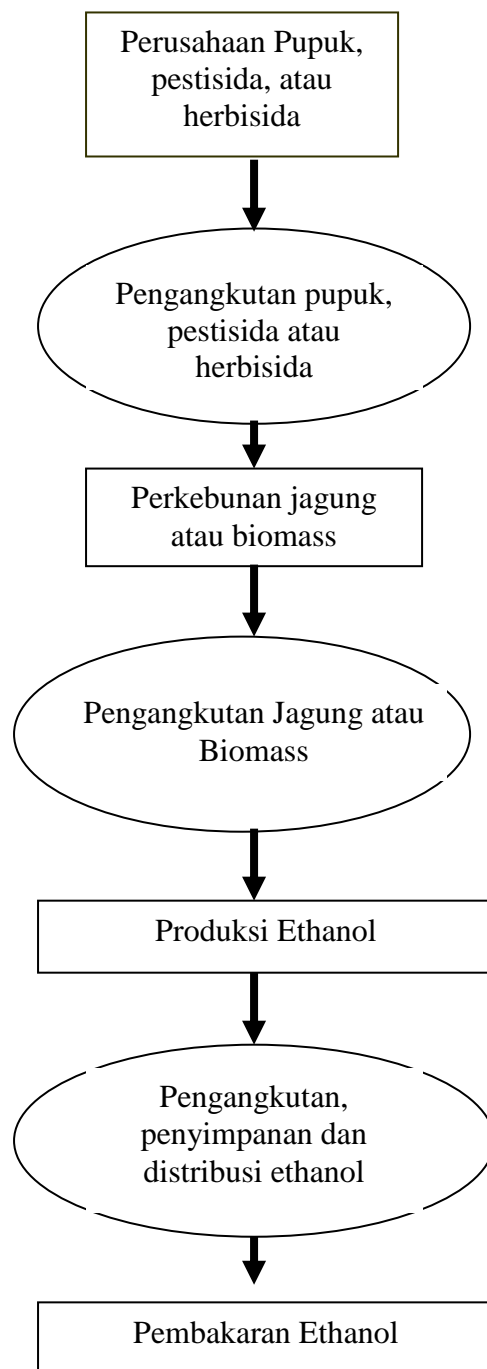 Perusahaan Pupuk,
pestisida, atau
herbisida
Pengangkutan pupuk,
pestisida atau
herbisida
Perkebunan jagung
atau biomass
Pengangkutan Jagung atau
Biomass
Produksi Ethanol
Pengangkutan,
penyimpanan dan
distribusi ethanol
Pembakaran Ethanol